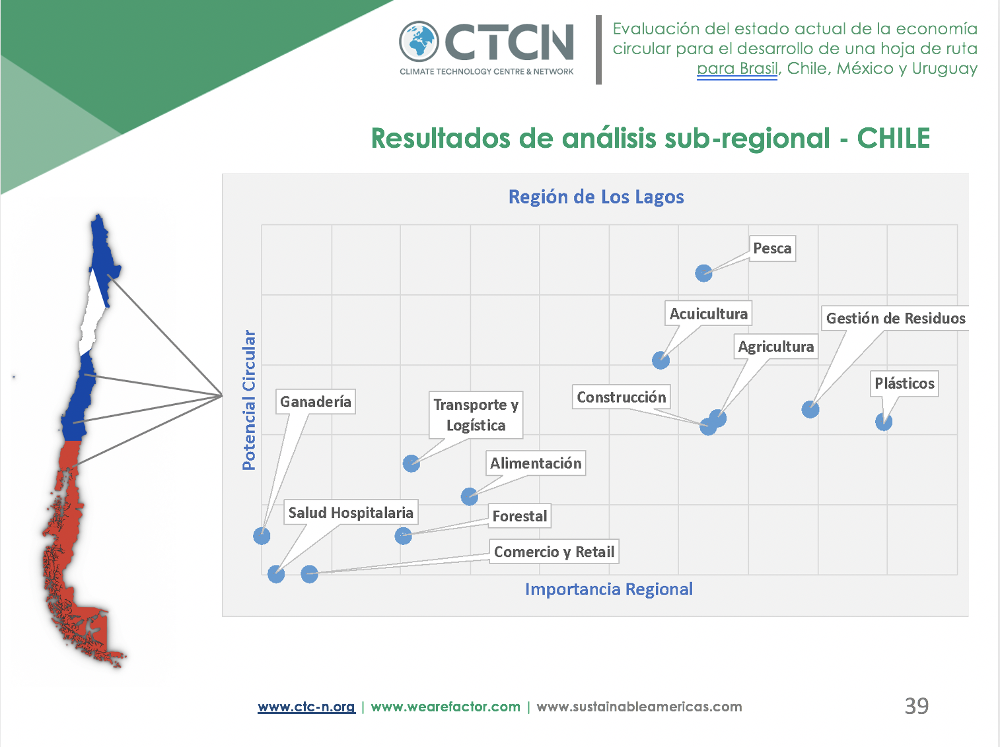 CTCN
CLIMATE TECHNOLOGY CENTRE & NETWORK
Evaluación del estado actual de la economía
circular para el desarrollo de una hoja de ruta
para Brasil, Chile, México y Uruguay
Resultados de análisis sub-regional - CHILE
Región de Los Lagos
Pesca
Acuicultura
Gestión de Residuos
Agricultura
Plásticos
Construcción
Ganadería
Transporte y
Logística
Alimentación
Salud Hospitalaria
Forestal
Comercio y Retail
Potencial Circular
Importancia Regional
www.ctc-n.org | www.wearefactor.com | www.sustainableamericas.com
39